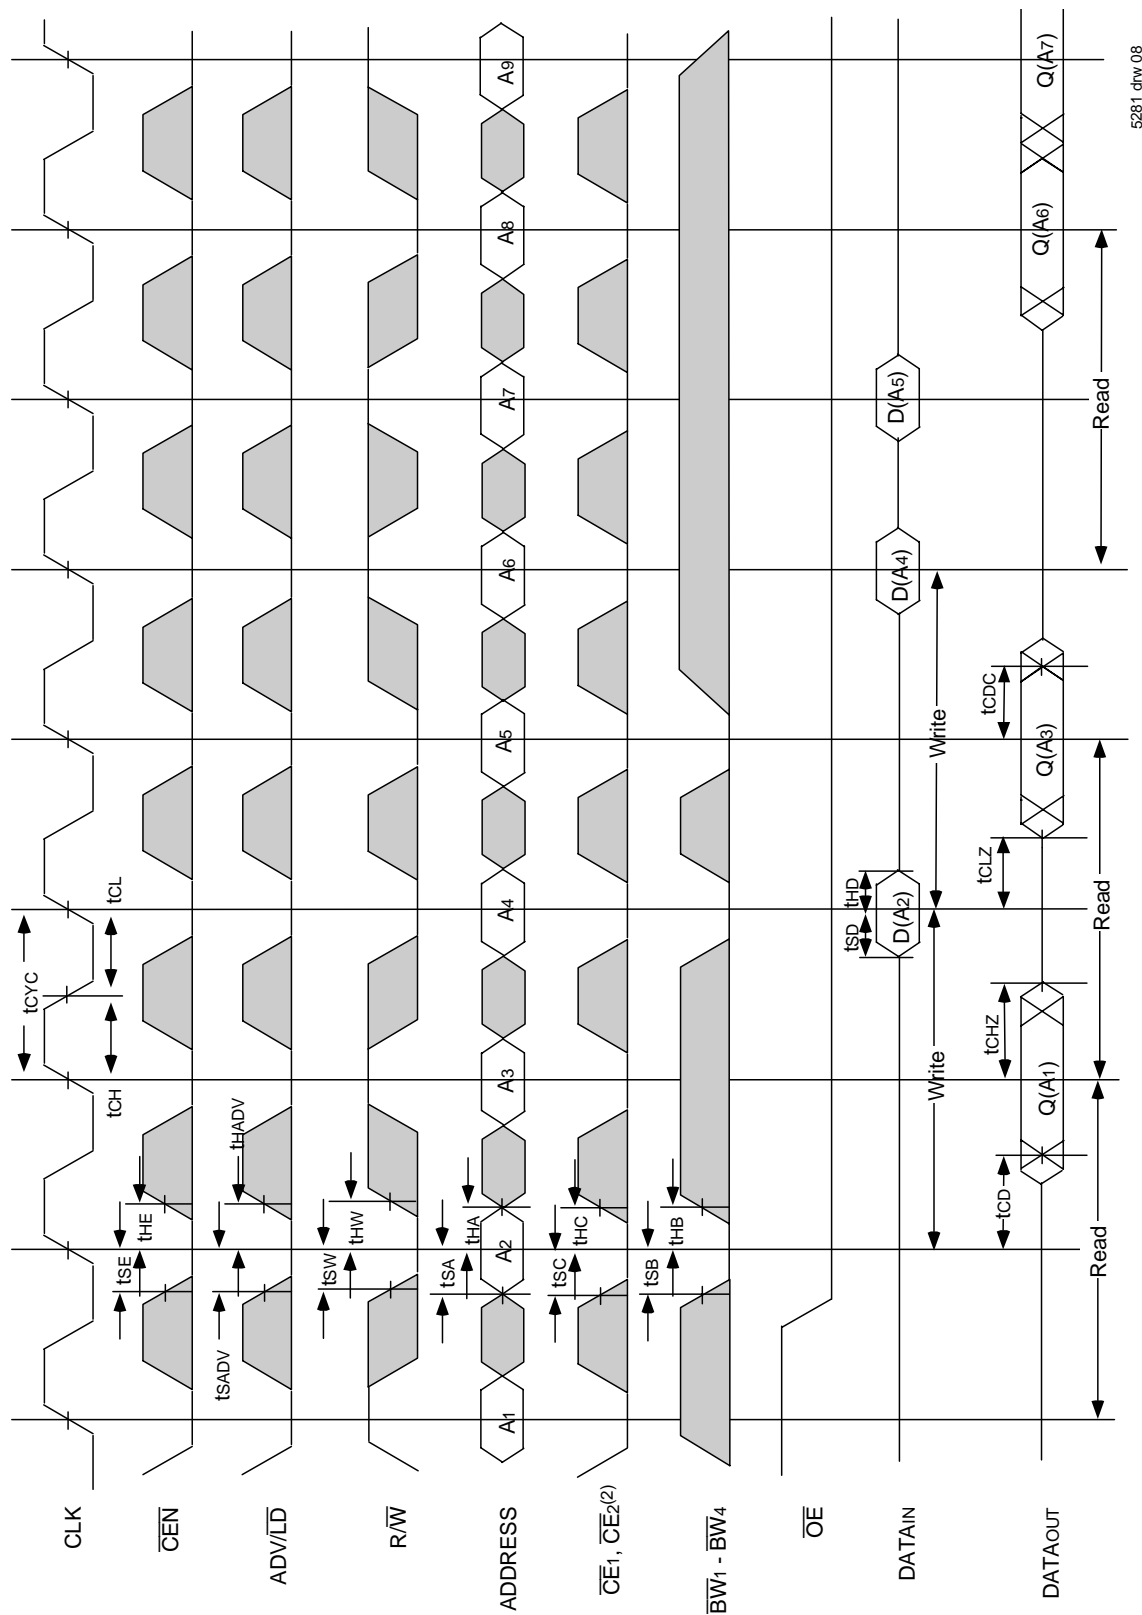 tCYC
tCH
tCL
CLK
tSE
tHE
CEN
tSADV
tHADV
ADV/LD
tSW
tHW
R/W
tSA
tHA
ADDRESS
A1
A2
A3
A4
A5
A6
A7
A8
A9
tSC
tHC
CE1, CE2(2)
tSB
tHB
BW1 - BW4
OE
tSD
tHD
DATAIN
D(A2)
D(A4)
D(A5)
Write
Write
tCD
tCHZ
tCLZ
tCDC
DATAOUT
Q(A1)
Q(A3)
Q(A6)
Q(A7)
Read
Read
Read
5281 drw 08